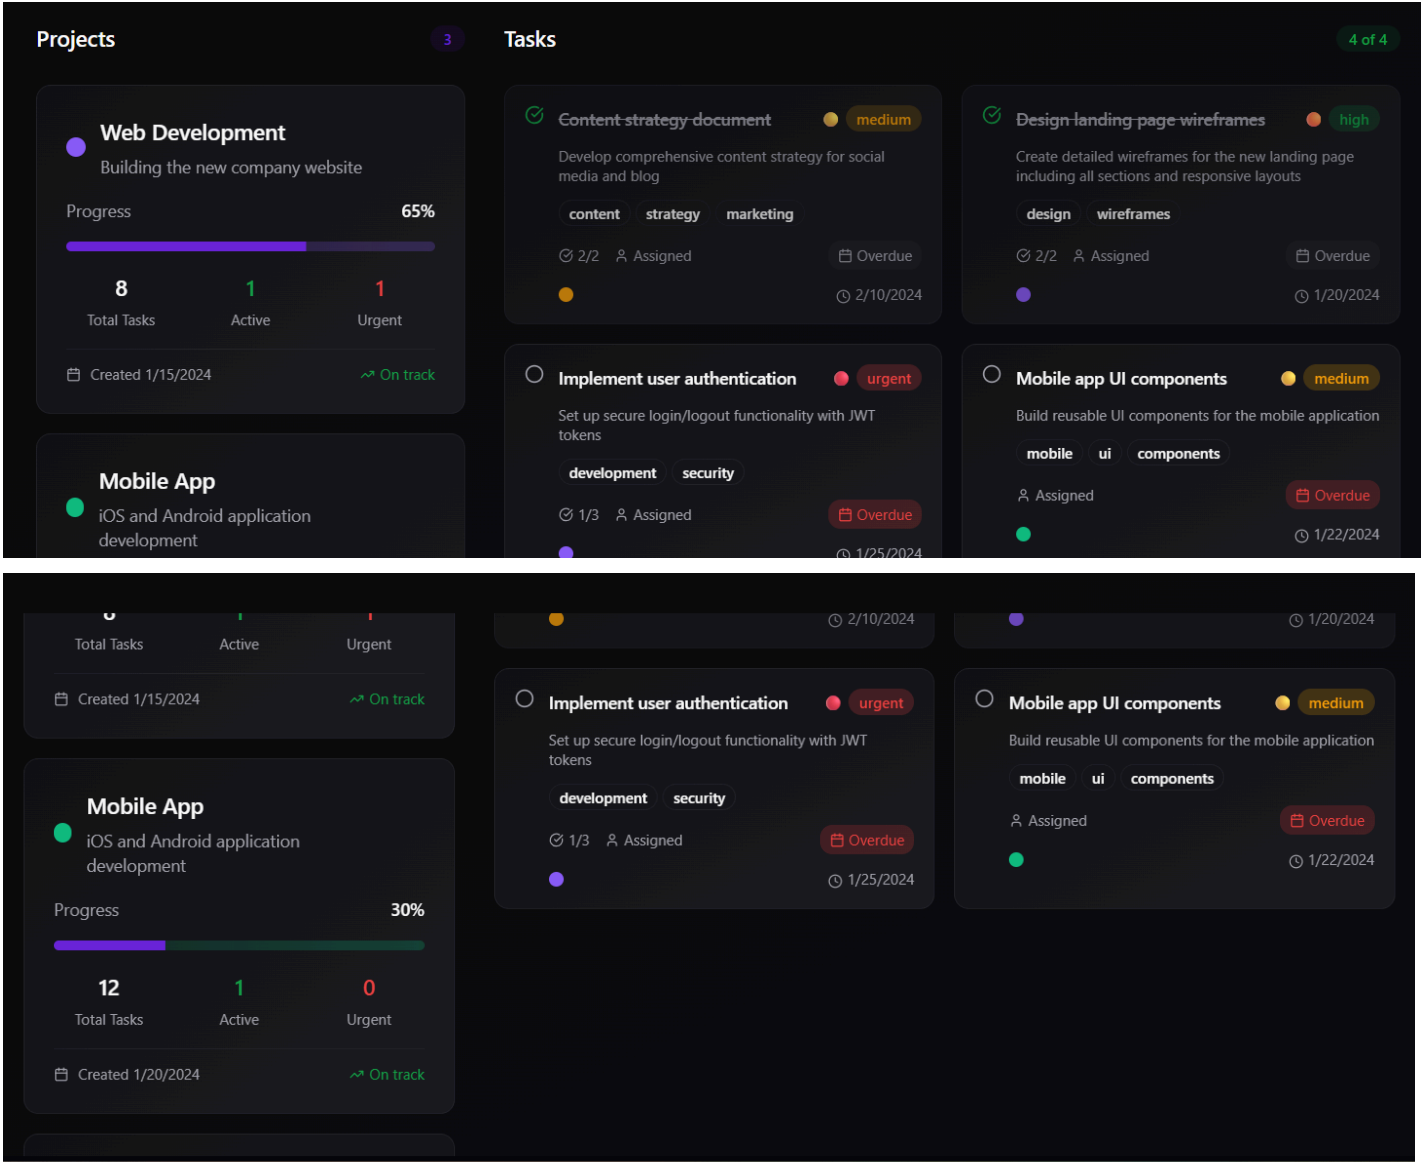 Projects
3
Web Development
Building the new company website
Progress
65%
8
1
1
Total Tasks
Active
Urgent
Created 1/15/2024
On track
Mobile App
iOS and Android application
development
Tasks
4 of 4
Content strategy document
medium
Develop comprehensive content strategy for social
media and blog
content strategy marketing
2/2 Assigned
Overdue
2/10/2024
Design landing page wireframes
high
Create detailed wireframes for the new landing page
including all sections and responsive layouts
design wireframes
2/2 Assigned
Overdue
1/20/2024
Implement user authentication
urgent
Set up secure login/logout functionality with JWT
tokens
development security
1/3 Assigned
Overdue
1/25/2024
Mobile app UI components
medium
Build reusable UI components for the mobile application
mobile ui components
Assigned
Overdue
1/22/2024
8
1
1
Total Tasks
Active
Urgent
Created 1/15/2024
On track
Mobile App
iOS and Android application
development
Progress
30%
12
1
0
Total Tasks
Active
Urgent
Created 1/20/2024
On track
2/10/2024
1/20/2024
Implement user authentication
urgent
Set up secure login/logout functionality with JWT
tokens
development security
1/3 Assigned
Overdue
1/25/2024
Mobile app UI components
medium
Build reusable UI components for the mobile application
mobile ui components
Assigned
Overdue
1/22/2024